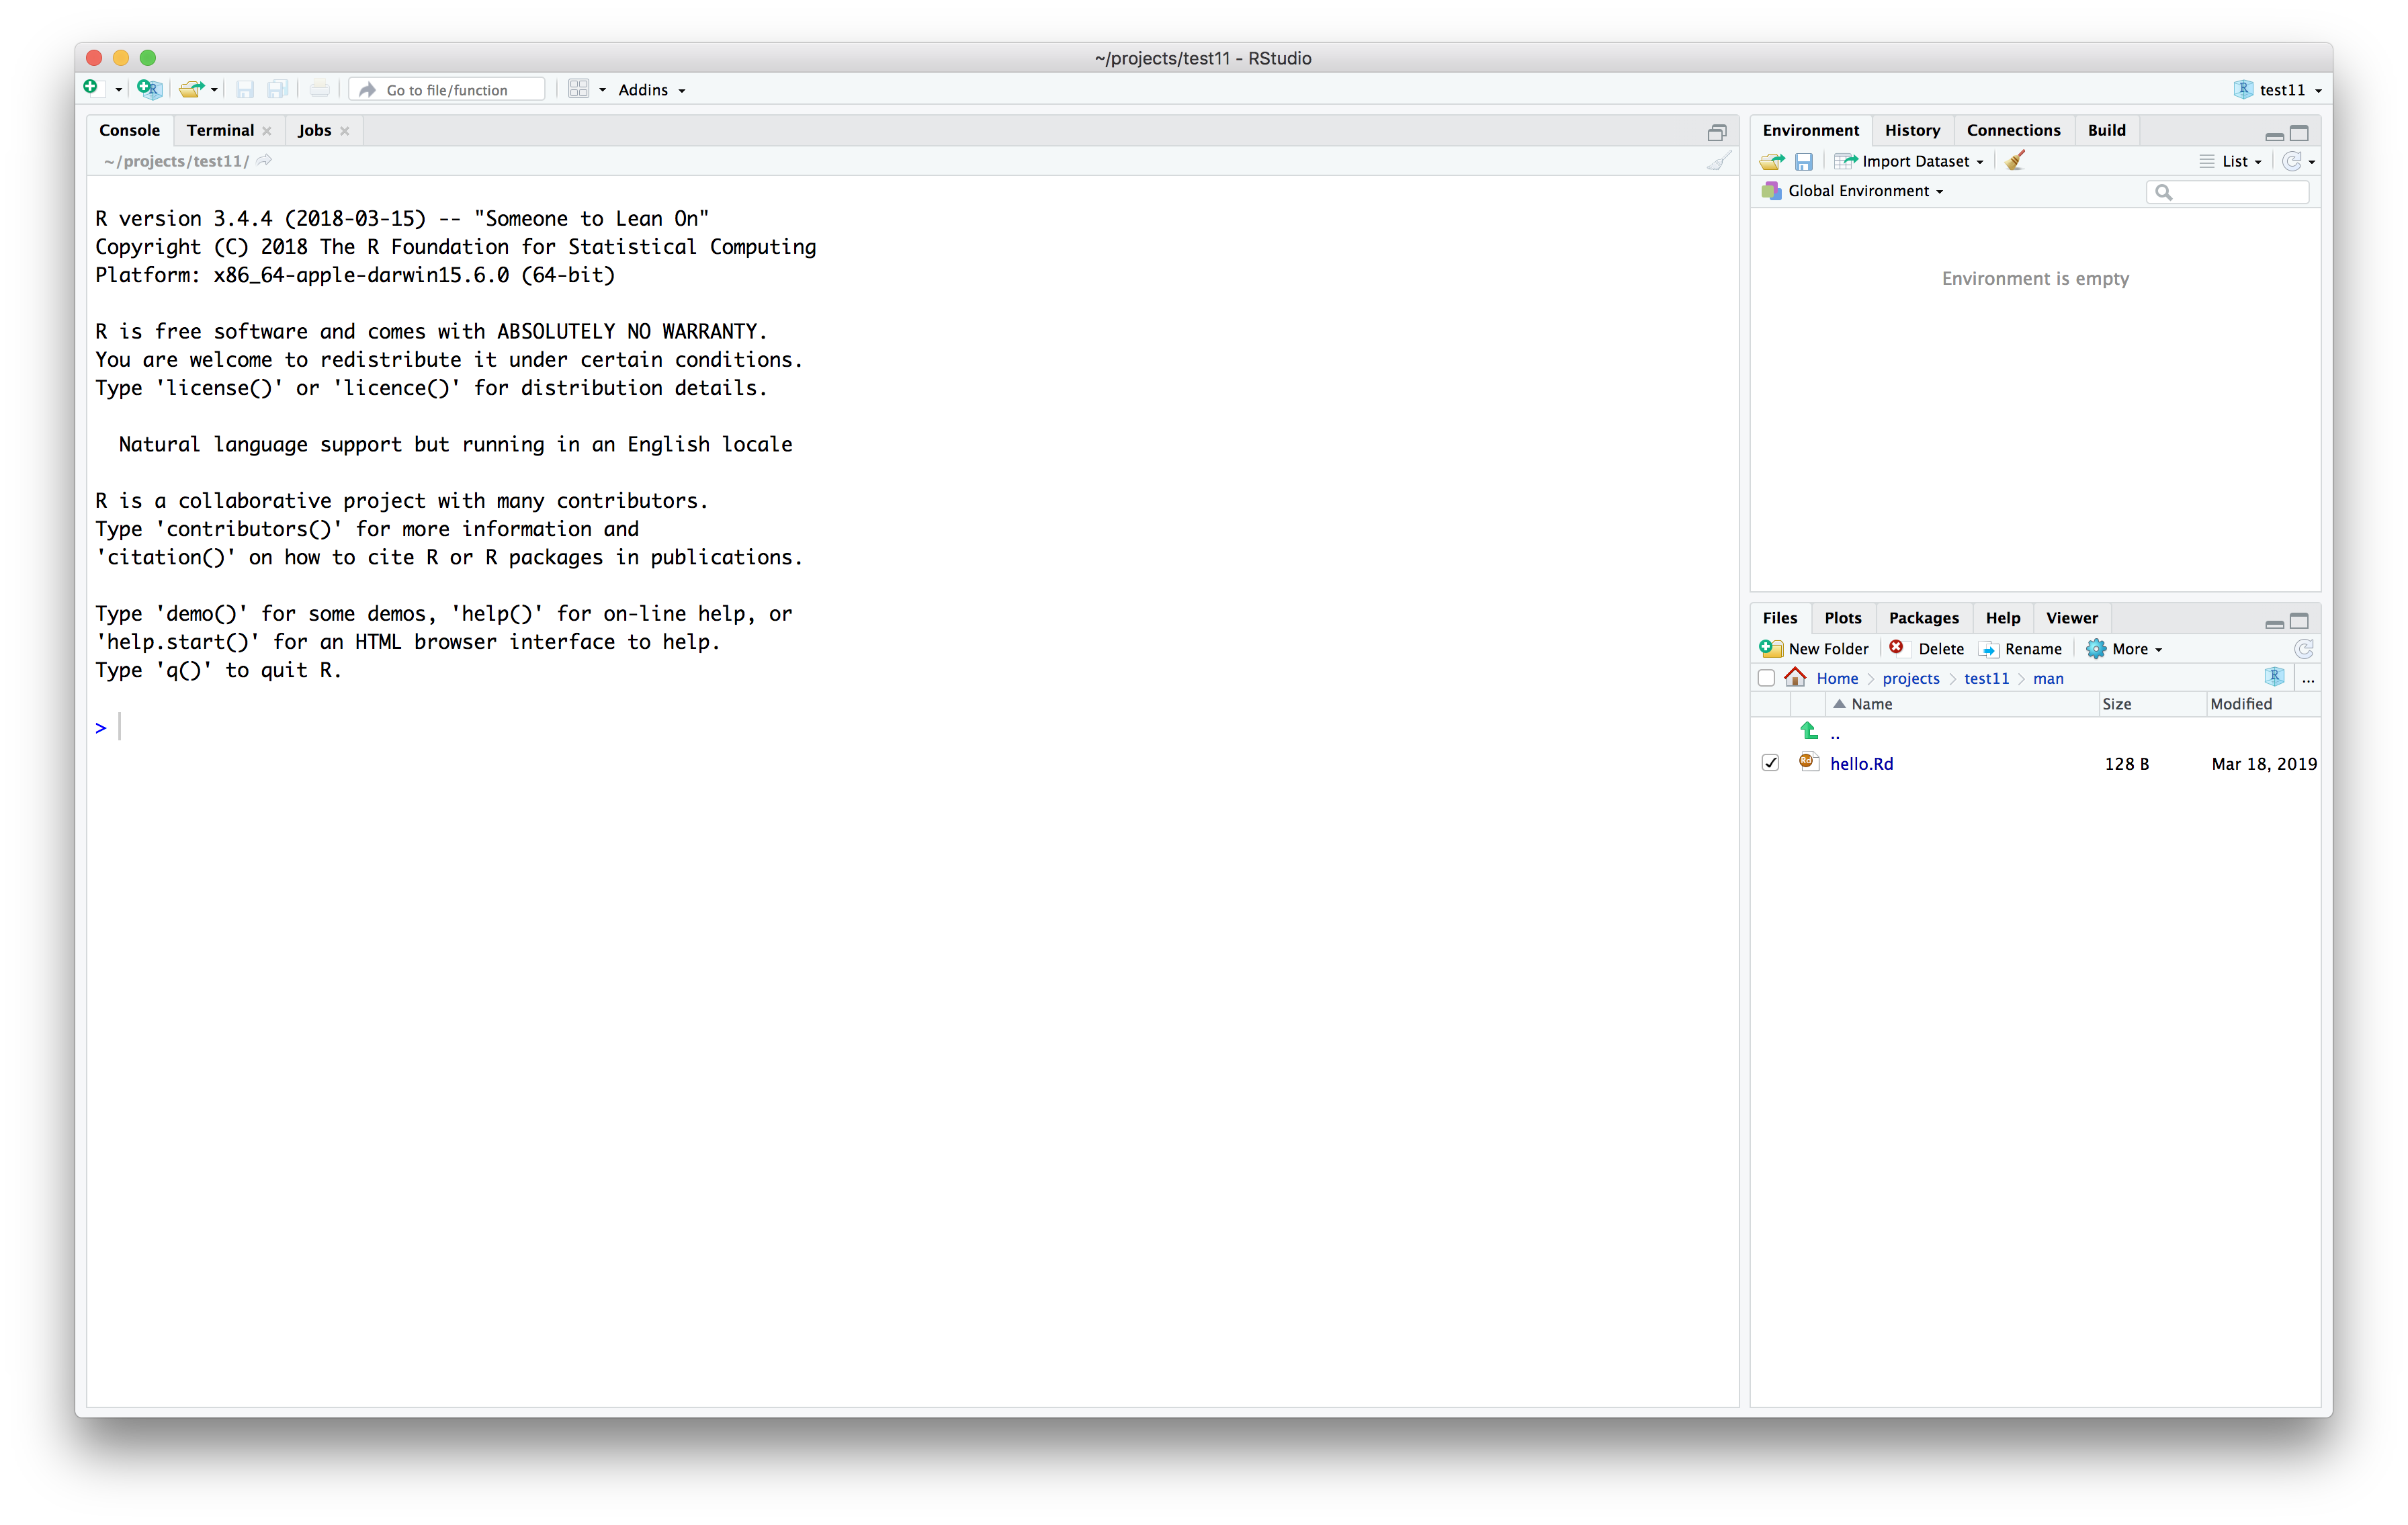 ~/projects/test11 - RStudio
Go to file/function
Addins
test11
Console Terminal Jobs
~/projects/test11/
R version 3.4.4 (2018-03-15) -- "Someone to Lean On"
Copyright (C) 2018 The R Foundation for Statistical Computing
Platform: x86_64-apple-darwin15.6.0 (64-bit)
R is free software and comes with ABSOLUTELY NO WARRANTY.
You are welcome to redistribute it under certain conditions.
Type 'license()' or 'licence()' for distribution details.
Natural language support but running in an English locale
R is a collaborative project with many contributors.
Type 'contributors()' for more information and
'citation()' on how to cite R or R packages in publications.
Type 'demo()' for some demos, 'help()' for on-line help, or
'help.start()' for an HTML browser interface to help.
Type 'q()' to quit R.
>
Environment History Connections Build
Import Dataset List
Global Environment
Environment is empty
Files Plots Packages Help Viewer
New Folder Delete Rename More
Home projects test11 man ...
Name Size Modified
..
hello.Rd 128 B Mar 18, 2019